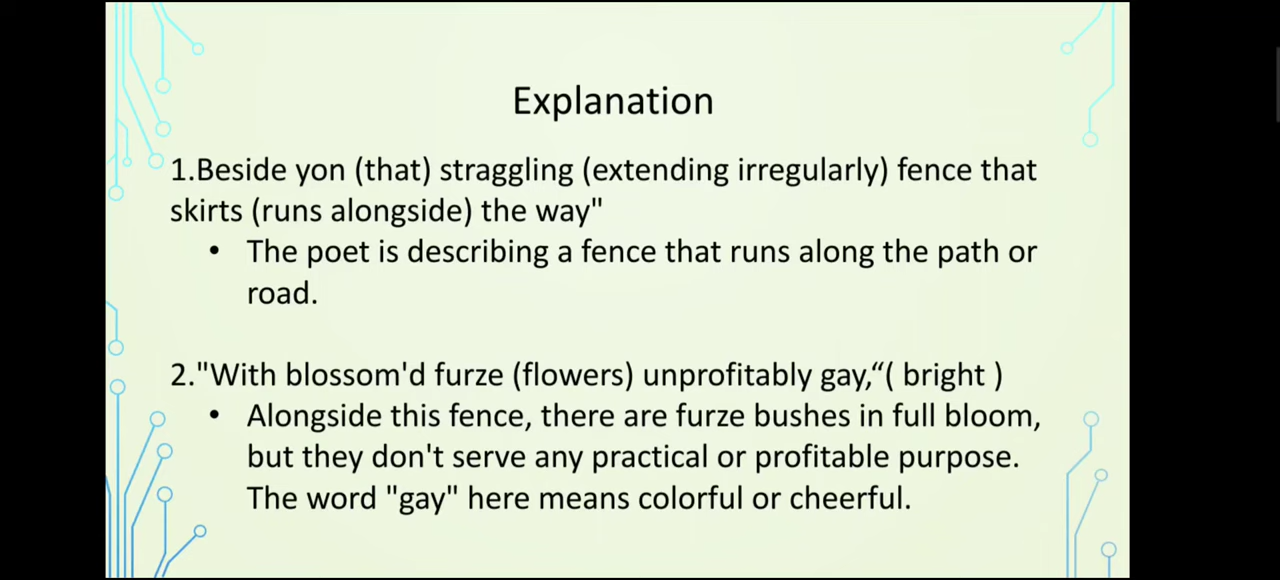 Explanation
1.Beside yon (that) straggling (extending irregularly) fence that
skirts (runs alongside) the way"
• The poet is describing a fence that runs along the path or
road.
2."With blossom'd furze (flowers) unprofitably gay,“( bright )
• Alongside this fence, there are furze bushes in full bloom,
but they don't serve any practical or profitable purpose.
The word "gay" here means colorful or cheerful.